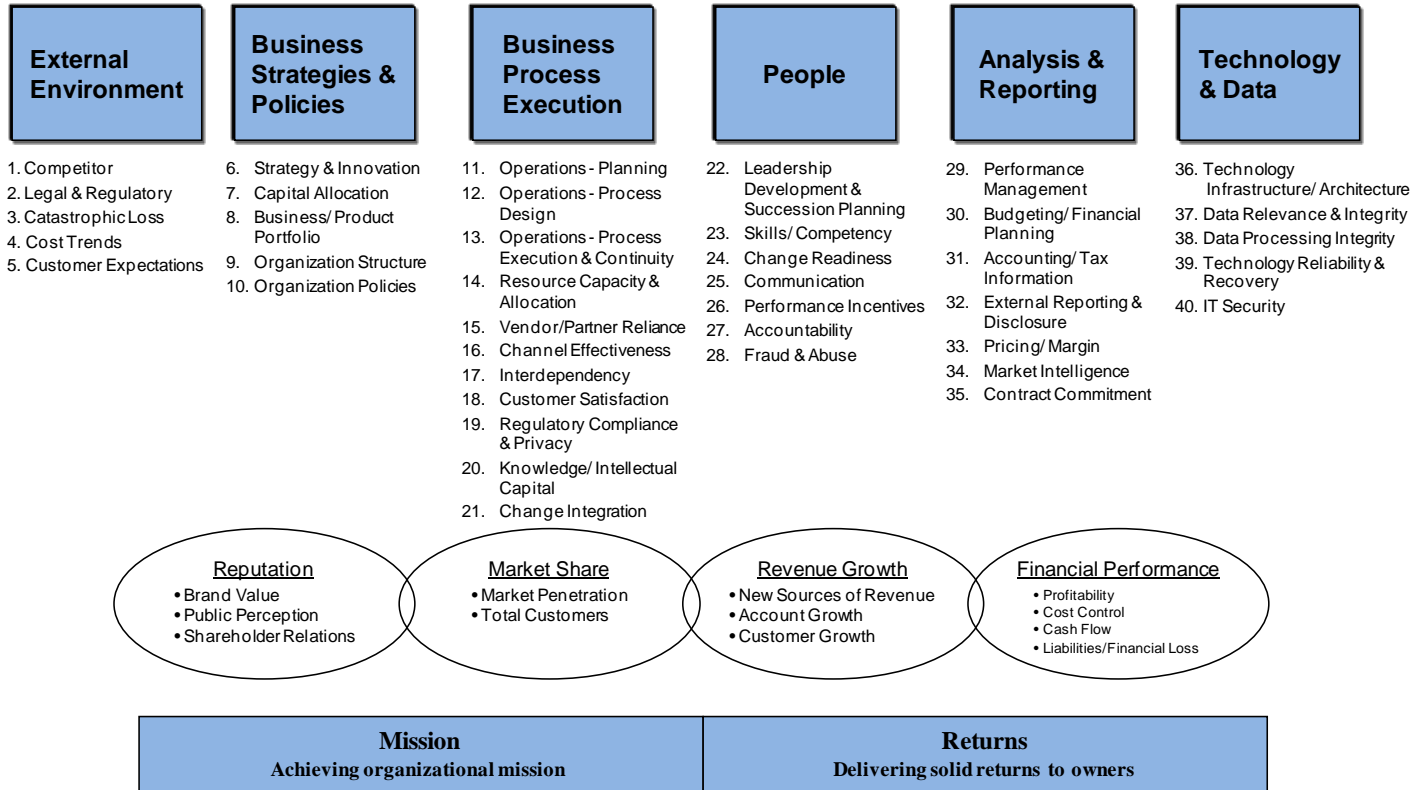 External
Environment
Business
Strategies &
Policies
Business
Process
Execution
People
Analysis &
Reporting
Technology
& Data
1. Competitor
2. Legal & Regulatory
3. Catastrophic Loss
4. Cost Trends
5. Customer Expectations
6. Strategy & Innovation
7. Capital Allocation
8. Business/ Product
Portfolio
9. Organization Structure
10. Organization Policies
11. Operations - Planning
12. Operations - Process
Design
13. Operations - Process
Execution & Continuity
14. Resource Capacity &
Allocation
15. Vendor/Partner Reliance
16. Channel Effectiveness
17. Interdependency
18. Customer Satisfaction
19. Regulatory Compliance
& Privacy
20. Knowledge/ Intellectual
Capital
21. Change Integration
22. Leadership
Development &
Succession Planning
23. Skills/ Competency
24. Change Readiness
25. Communication
26. Performance Incentives
27. Accountability
28. Fraud & Abuse
29. Performance
Management
30. Budgeting/ Financial
Planning
31. Accounting/ Tax
Information
32. External Reporting &
Disclosure
33. Pricing/ Margin
34. Market Intelligence
35. Contract Commitment
36. Technology
Infrastructure/ Architecture
37. Data Relevance & Integrity
38. Data Processing Integrity
39. Technology Reliability &
Recovery
40. IT Security
Reputation
• Brand Value
• Public Perception
• Shareholder Relations
Market Share
• Market Penetration
• Total Customers
Revenue Growth
• New Sources of Revenue
• Account Growth
• Customer Growth
Financial Performance
• Profitability
• Cost Control
• Cash Flow
• Liabilities/Financial Loss
Mission
Achieving organizational mission
Returns
Delivering solid returns to owners